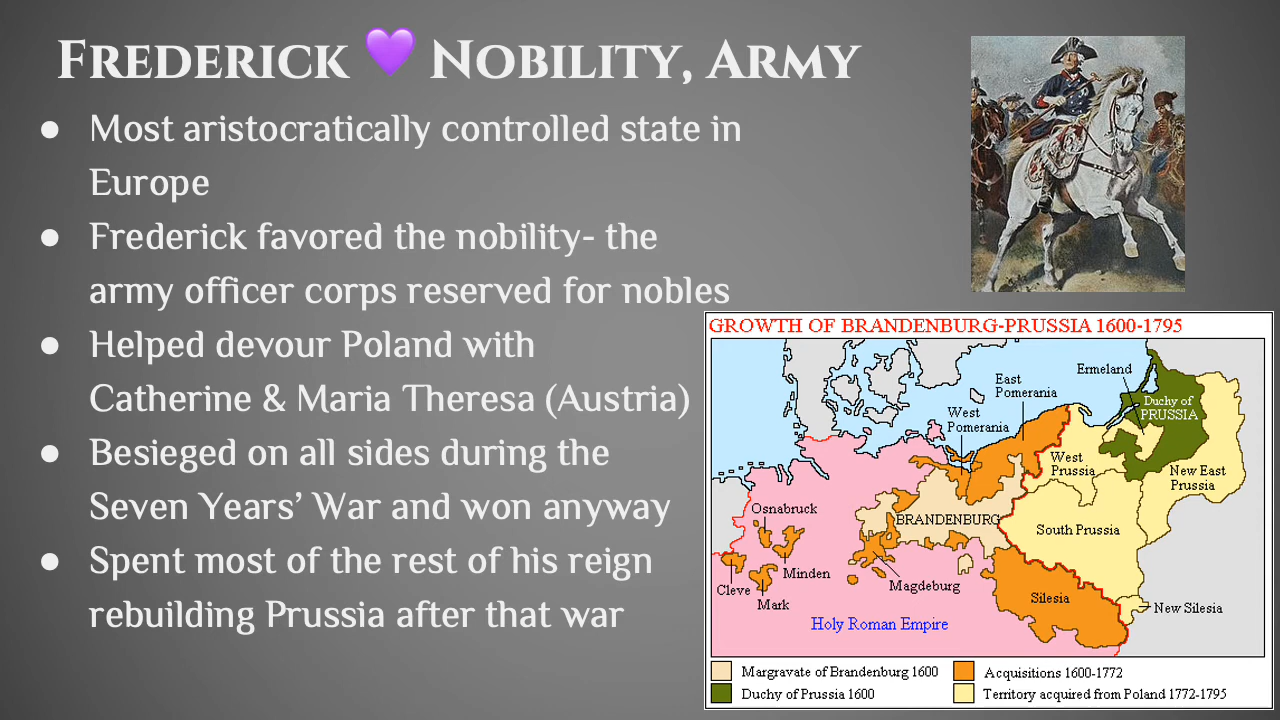 FREDERICK 💜 NOBILITY, ARMY
● Most aristocratically controlled state in
Europe
● Frederick favored the nobility- the
army officer corps reserved for nobles
● Helped devour Poland with
Catherine & Maria Theresa (Austria)
● Besieged on all sides during the
Seven Years' War and won anyway
● Spent most of the rest of his reign
rebuilding Prussia after that war
GROWTH OF BRANDENBURG-PRUSSIA 1600-1795
Ermeland
East
Pomerania
West
Pomerania
Duchy of
PRUSSIA
West
Prussia
New East
Prussia
Osnabruck
BRANDENBURG
South Prussia
Minden
Cleve
Mark
Magdeburg
Silesia
New Silesia
Holy Roman Empire
Margravate of Brandenburg 1600
Acquisitions 1600-1772
Duchy of Prussia 1600
Territory acquired from Poland 1772-1795